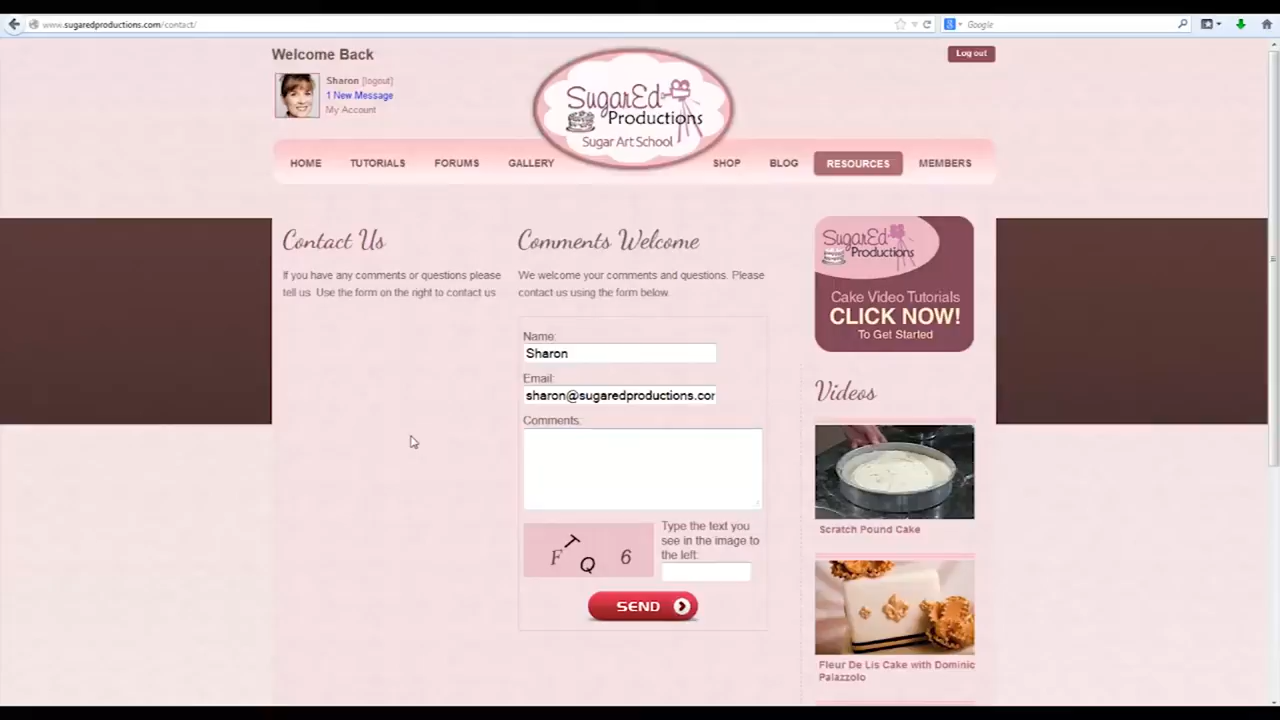 www.sugaredproductions.com/contact/
Google
Welcome Back
Log out
Sharon [logout]
1 New Message
My Account
SugarEd
Productions
Sugar Art School
HOME TUTORIALS FORUMS GALLERY SHOP BLOG RESOURCES MEMBERS
Contact Us
If you have any comments or questions please
tell us. Use the form on the right to contact us
Comments Welcome
We welcome your comments and questions. Please
contact us using the form below.
Name:
Sharon
Email:
sharon@sugaredproductions.cor
Comments:
F T Q 6
Type the text you
see in the image to
the left:
SEND
SugarEd
Productions
Cake Video Tutorials
CLICK NOW!
To Get Started
Videos
Scratch Pound Cake
Fleur De Lis Cake with Dominic
Palazzolo